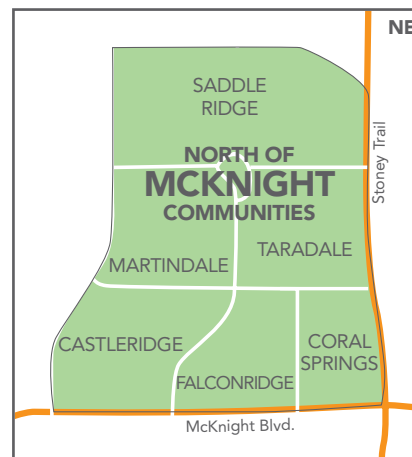 NE
SADDLE
RIDGE
Stoney Trail
NORTH OF
MCKNIGHT
COMMUNITIES
TARADALE
MARTINDALE
CASTLERIDGE
CORAL
SPRINGS
FALCONRIDGE
McKnight Blvd.